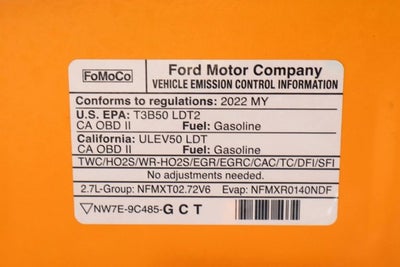 FoMoCo
Ford Motor Company
VEHICLE EMISSION CONTROL INFORMATION
Conforms to regulations: 2022 MY
U.S. EPA: T3B50 LDT2
CA OBD II Fuel: Gasoline
California: ULEV50 LDT
CA OBD II Fuel: Gasoline
TWC/HO2S/WR-HO2S/EGR/EGRC/CAC/TC/DFI/SFI
No adjustments needed.
2.7L-Group: NFMXT02.72V6 Evap: NFMXR0140NDF
▽NW7E-9C485-GCT